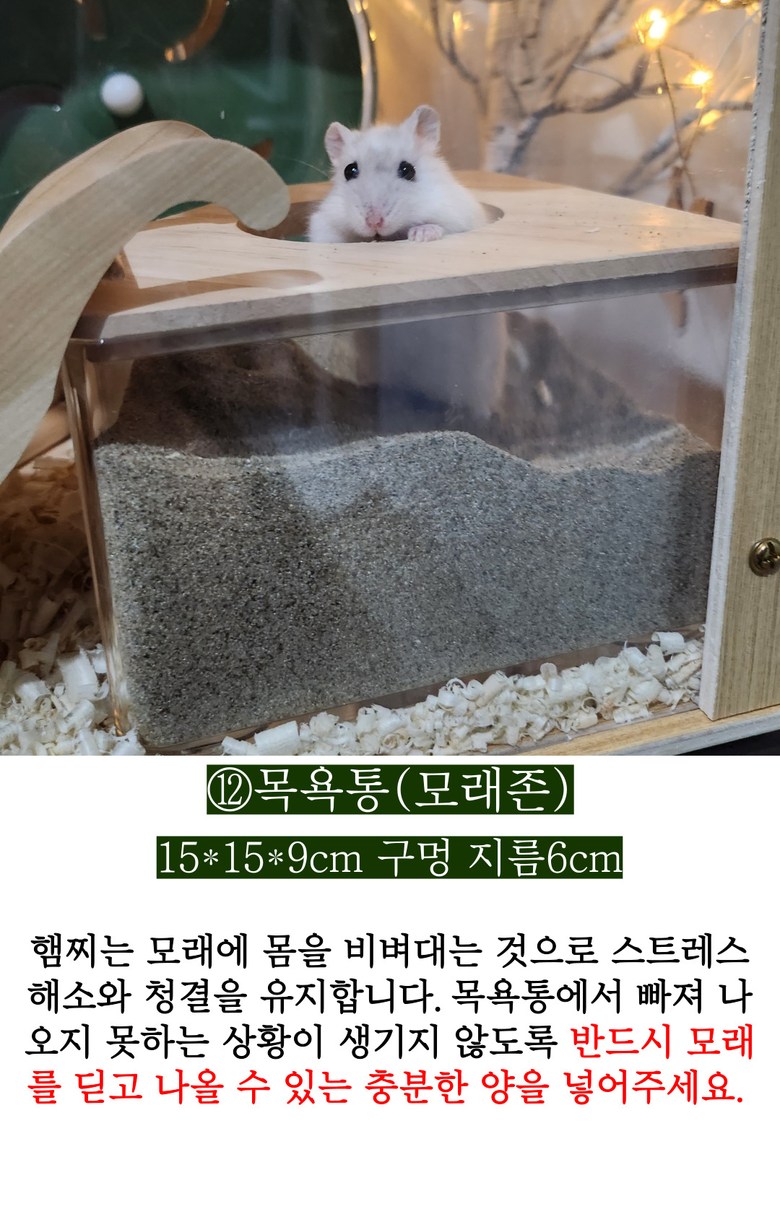 ⑫목욕통(모래존)
15*15*9cm 구멍 지름6cm
햄찌는 모래에 몸을 비벼대는 것으로 스트레스
해소와 청결을 유지합니다. 목욕통에서 빠져 나
오지 못하는 상황이 생기지 않도록 반드시 모래
를 딛고 나올 수 있는 충분한 양을 넣어주세요.